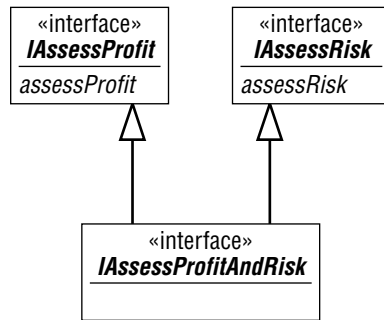 «interface»
IAssessProfit
assessProfit
«interface»
IAssessRisk
assessRisk
«interface»
IAssessProfitAndRisk